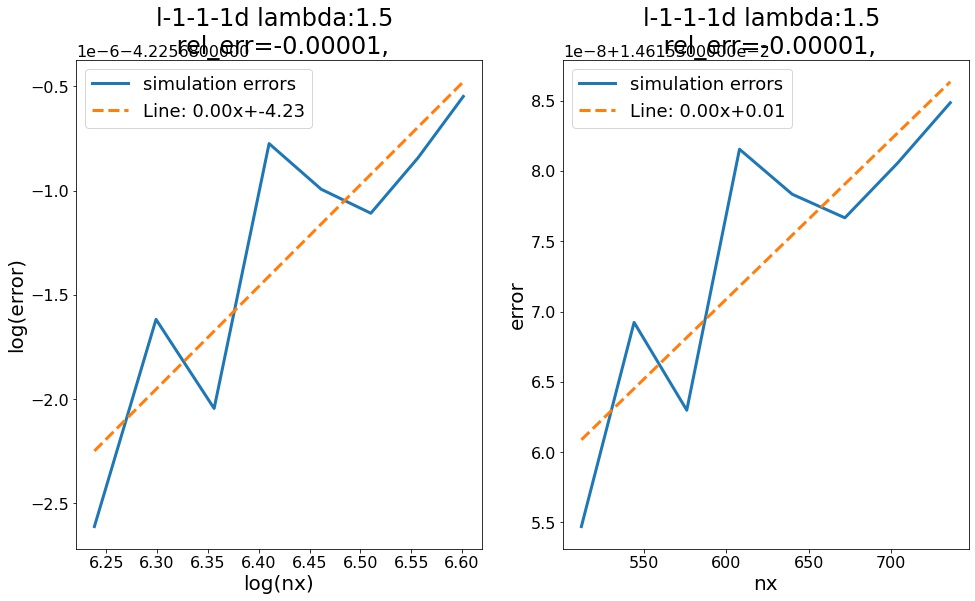 l-1-1-1d lambda:1.5
rel_err=-0.00001,
1e−6−4.2256800000
simulation errors
Line: 0.00x+-4.23
−0.5
−1.0
−1.5
−2.0
−2.5
log(error)
6.25 6.30 6.35 6.40 6.45 6.50 6.55 6.60
log(nx)
l-1-1-1d lambda:1.5
rel_err=-0.00001,
1e−8+1.4615300000e−2
simulation errors
Line: 0.00x+0.01
8.5
8.0
7.5
7.0
6.5
6.0
5.5
error
550 600 650 700
nx